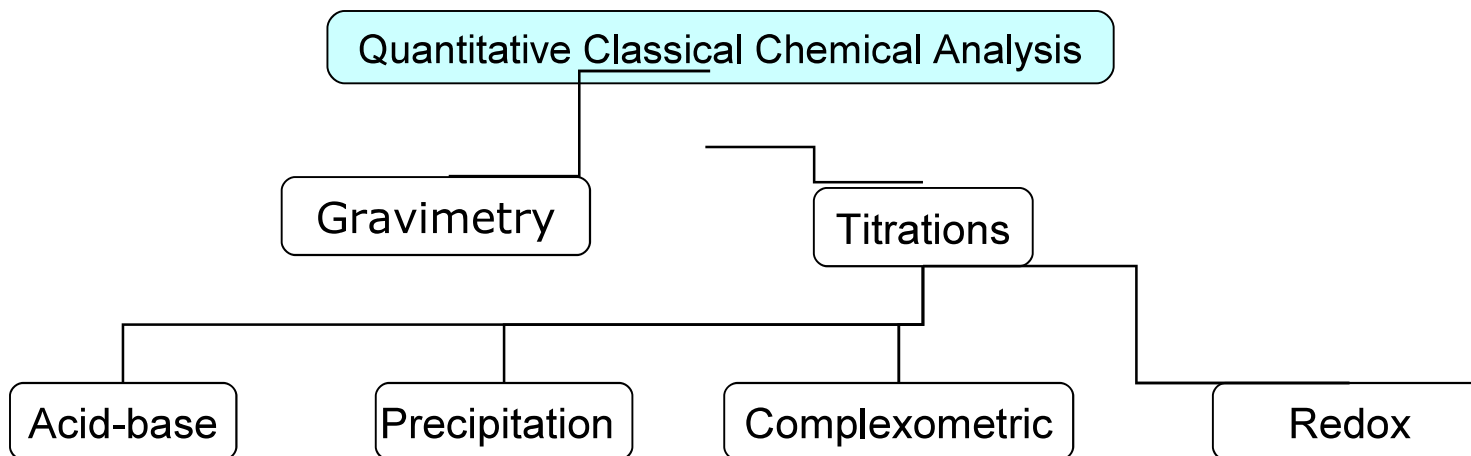 Quantitative Classical Chemical Analysis
Gravimetry
Titrations
Acid-base
Precipitation
Complexometric
Redox